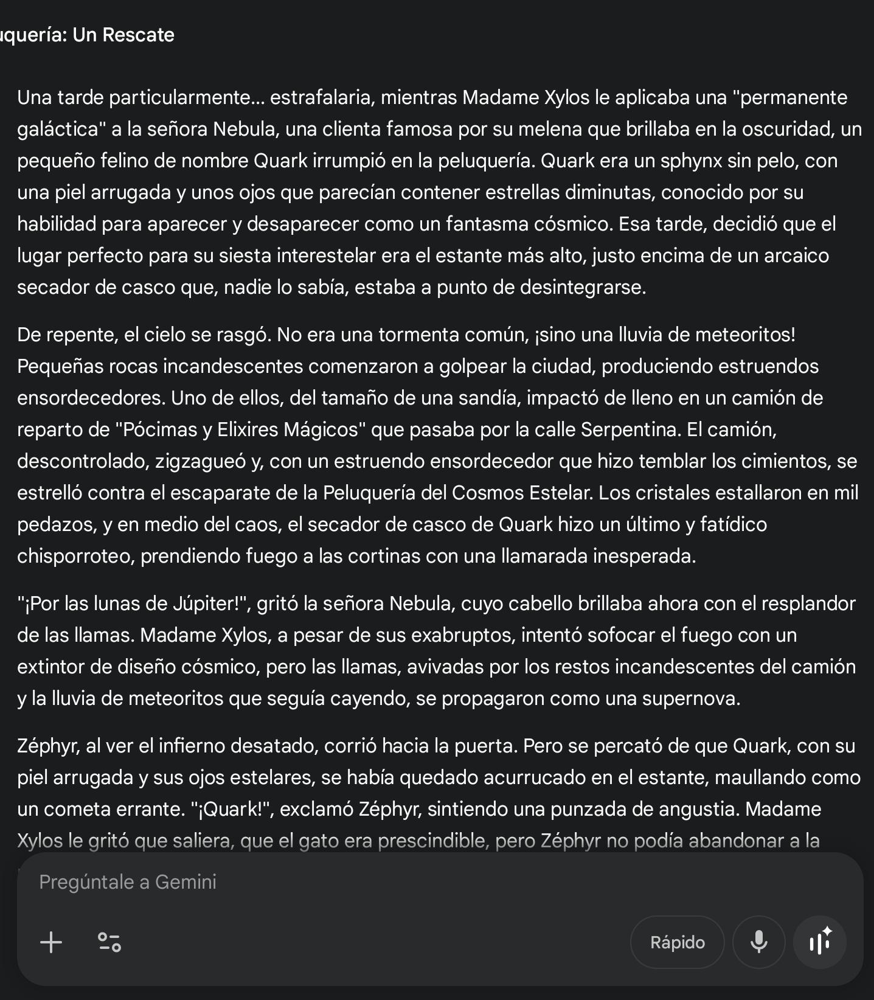 uquería: Un Rescate
Una tarde particularmente... estrafalaria, mientras Madame Xylos le aplicaba una "permanente
galáctica" a la señora Nebula, una clienta famosa por su melena que brillaba en la oscuridad, un
pequeño felino de nombre Quark irrumpió en la peluquería. Quark era un sphynx sin pelo, con
una piel arrugada y unos ojos que parecían contener estrellas diminutas, conocido por su
habilidad para aparecer y desaparecer como un fantasma cósmico. Esa tarde, decidió que el
lugar perfecto para su siesta interestelar era el estante más alto, justo encima de un arcaico
secador de casco que, nadie lo sabía, estaba a punto de desintegrarse.
De repente, el cielo se rasgó. No era una tormenta común, ¡sino una lluvia de meteoritos!
Pequeñas rocas incandescentes comenzaron a golpear la ciudad, produciendo estruendos
ensordecedores. Uno de ellos, del tamaño de una sandía, impactó de lleno en un camión de
reparto de "Pócimas y Elixires Mágicos" que pasaba por la calle Serpentina. El camión,
descontrolado, zigzagueó y, con un estruendo ensordecedor que hizo temblar los cimientos, se
estrelló contra el escaparate de la Peluquería del Cosmos Estelar. Los cristales estallaron en mil
pedazos, y en medio del caos, el secador de casco de Quark hizo un último y fatídico
chisporroteo, prendiendo fuego a las cortinas con una llamarada inesperada.
"¡Por las lunas de Júpiter!", gritó la señora Nebula, cuyo cabello brillaba ahora con el resplandor
de las llamas. Madame Xylos, a pesar de sus exabruptos, intentó sofocar el fuego con un
extintor de diseño cósmico, pero las llamas, avivadas por los restos incandescentes del camión
y la lluvia de meteoritos que seguía cayendo, se propagaron como una supernova.
Zéphyr, al ver el infierno desatado, corrió hacia la puerta. Pero se percató de que Quark, con su
piel arrugada y sus ojos estelares, se había quedado acurrucado en el estante, maullando como
un cometa errante. "¡Quark!", exclamó Zéphyr, sintiendo una punzada de angustia. Madame
Xylos le gritó que saliera, que el gato era prescindible, pero Zéphyr no podía abandonar a la
Pregúntale a Gemini
Rápido